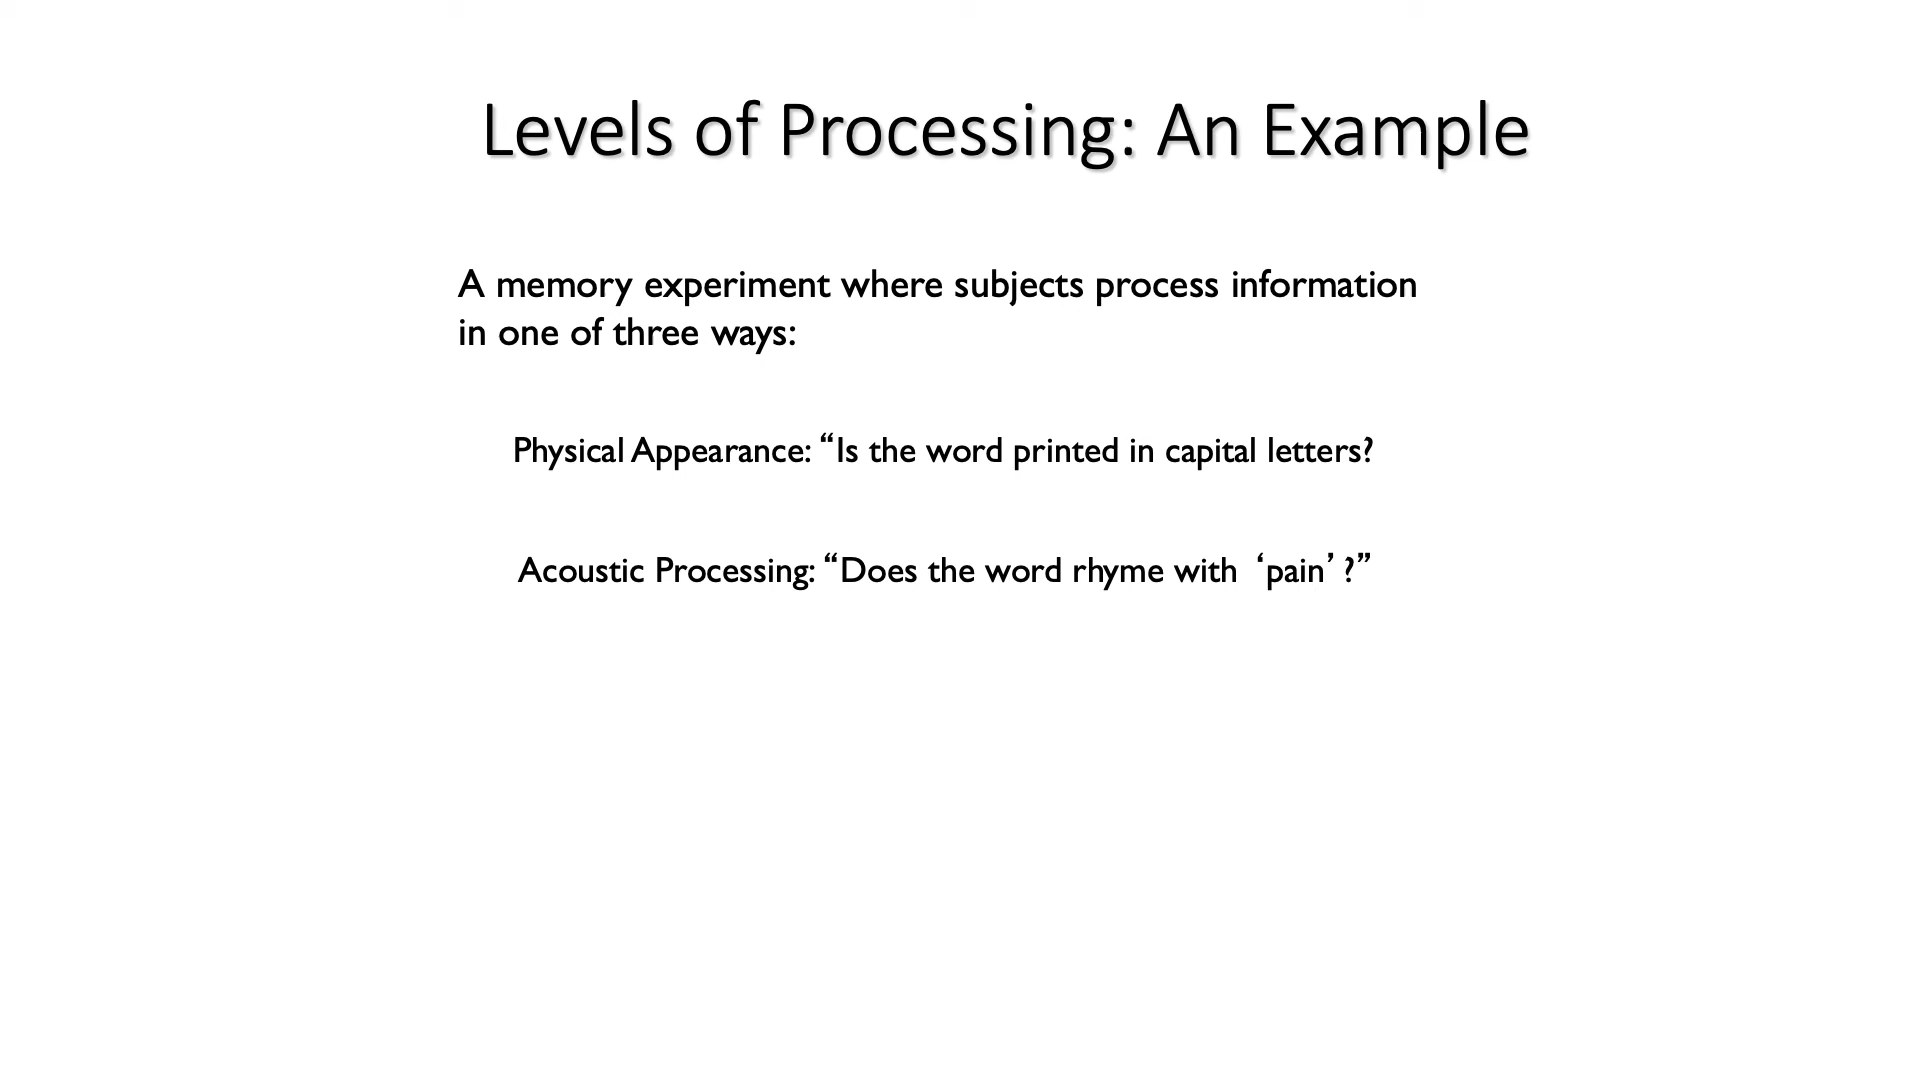 Levels of Processing: An Example
A memory experiment where subjects process information
in one of three ways:
Physical Appearance: “Is the word printed in capital letters?
Acoustic Processing: “Does the word rhyme with ‘pain’ ?”